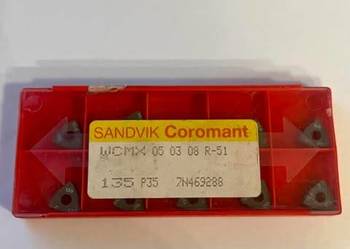 SANDVIK Coromant
WCMX 05 03 08 R-51
135 P35 7N469288